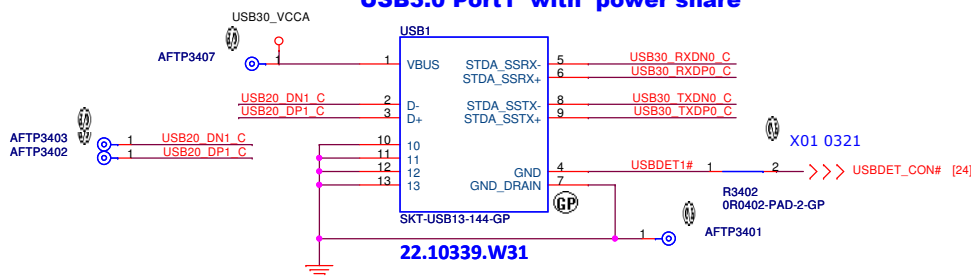 USB3.0 Port1 with power share
USB30_VCCA
USB1
AFTP3407
1
1
VBUS
STDA_SSRX-
5
USB30_RXDN0_C
STDA_SSRX+
6
USB30_RXDP0_C
USB20_DN1_C
2
D-
STDA_SSTX-
8
USB30_TXDN0_C
USB20_DP1_C
3
D+
STDA_SSTX+
9
USB30_TXDP0_C
AFTP3403
1
USB20_DN1_C
AFTP3402
1
USB20_DP1_C
10
10
11
11
12
12
13
13
X01 0321
GND
4
USBDET1#
1
2
USBDET_CON# [24]
GND_DRAIN
7
R3402
0R0402-PAD-2-GP
GP
SKT-USB13-144-GP
1
AFTP3401
22.10339.W31